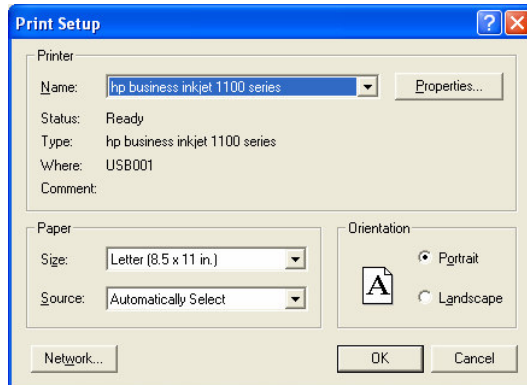 Print Setup
Printer
Name: hp business inkjet 1100 series Properties...
Status: Ready
Type: hp business inkjet 1100 series
Where: USB001
Comment:
Paper
Size: Letter (8.5 x 11 in.)
Source: Automatically Select
Orientation
A
Portrait
Landscape
Network... OK Cancel